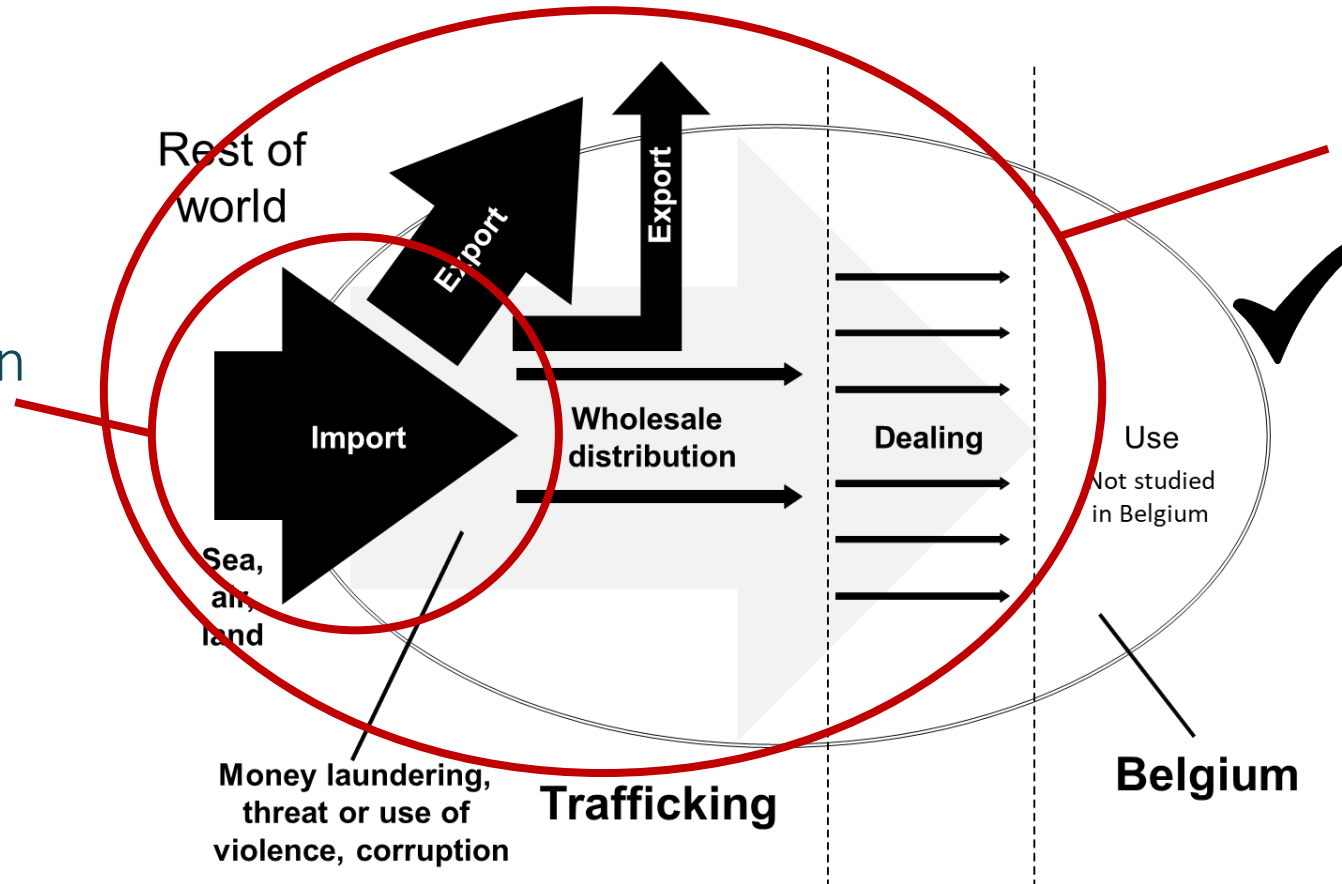 Rest of
world
Export
Export
n
Import
Wholesale
distribution
Dealing
Use
Not studied
in Belgium
Sea,
air,
land
Money laundering,
threat or use of
violence, corruption
Trafficking
Belgium